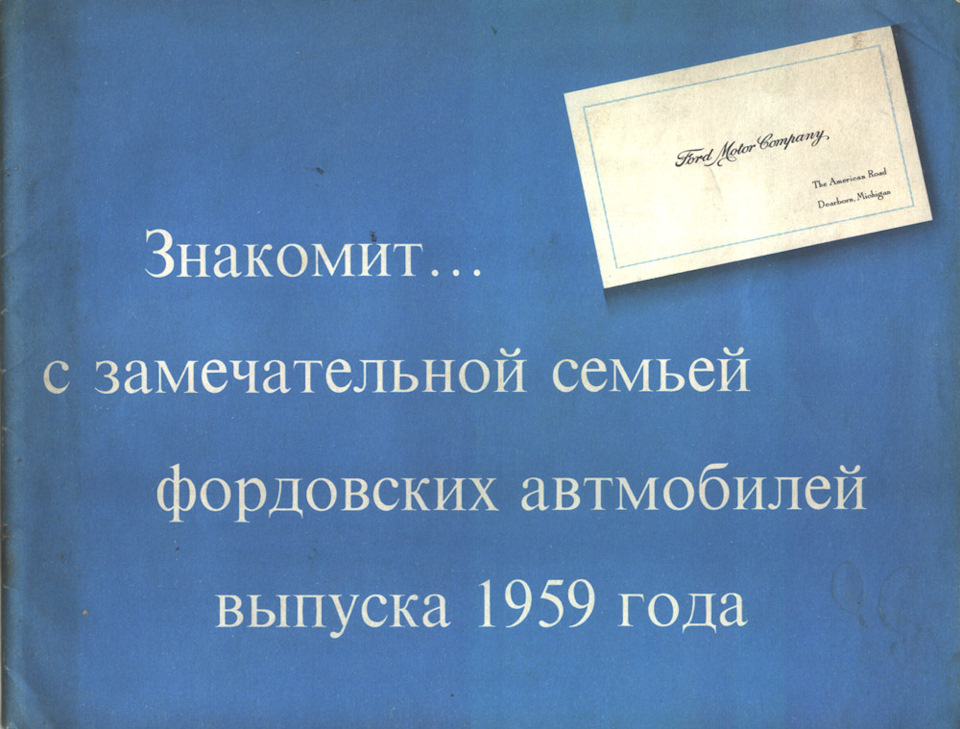 Ford Motor Company,
The American Road
Dearborn, Michigan
Знакомит...
с замечательной семьей
фордовских автмобилей
выпуска 1959 года